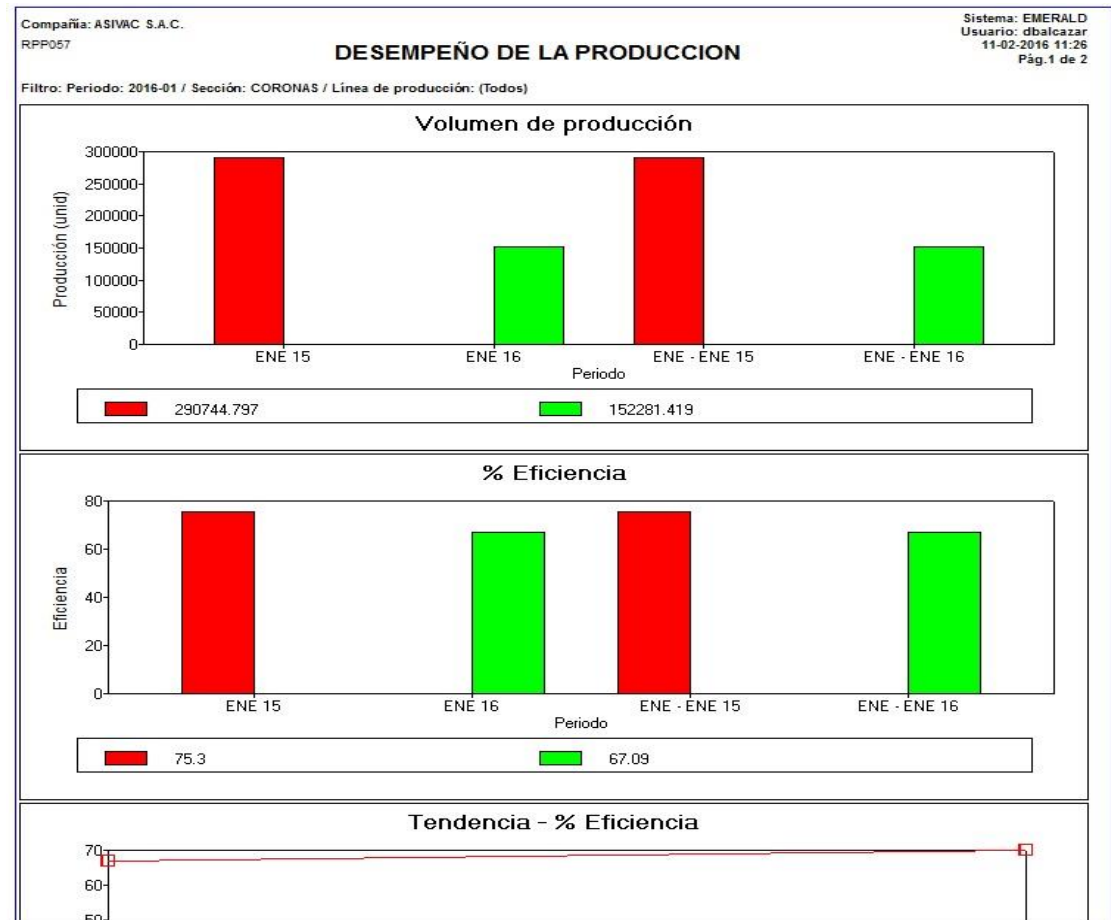 Compañia: ASIVAC S.A.C.
Sistema: EMERALD
RPP057
Usuario: dbalcazar
DESEMPEÑO DE LA PRODUCCION
11-02-2016 11:26
Pág.1 de 2
Filtro: Periodo: 2016-01 / Sección: CORONAS / Línea de producción: (Todos)
Volumen de producción
300000
250000
200000
150000
100000
50000
0
Producción (unid)
ENE 15 ENE 16 ENE - ENE 15 ENE - ENE 16
Periodo
290744.797 152281.419
% Eficiencia
80
60
40
20
0
Eficiencia
ENE 15 ENE 16 ENE - ENE 15 ENE - ENE 16
Periodo
75.3 67.09
Tendencia - % Eficiencia
70
60
50